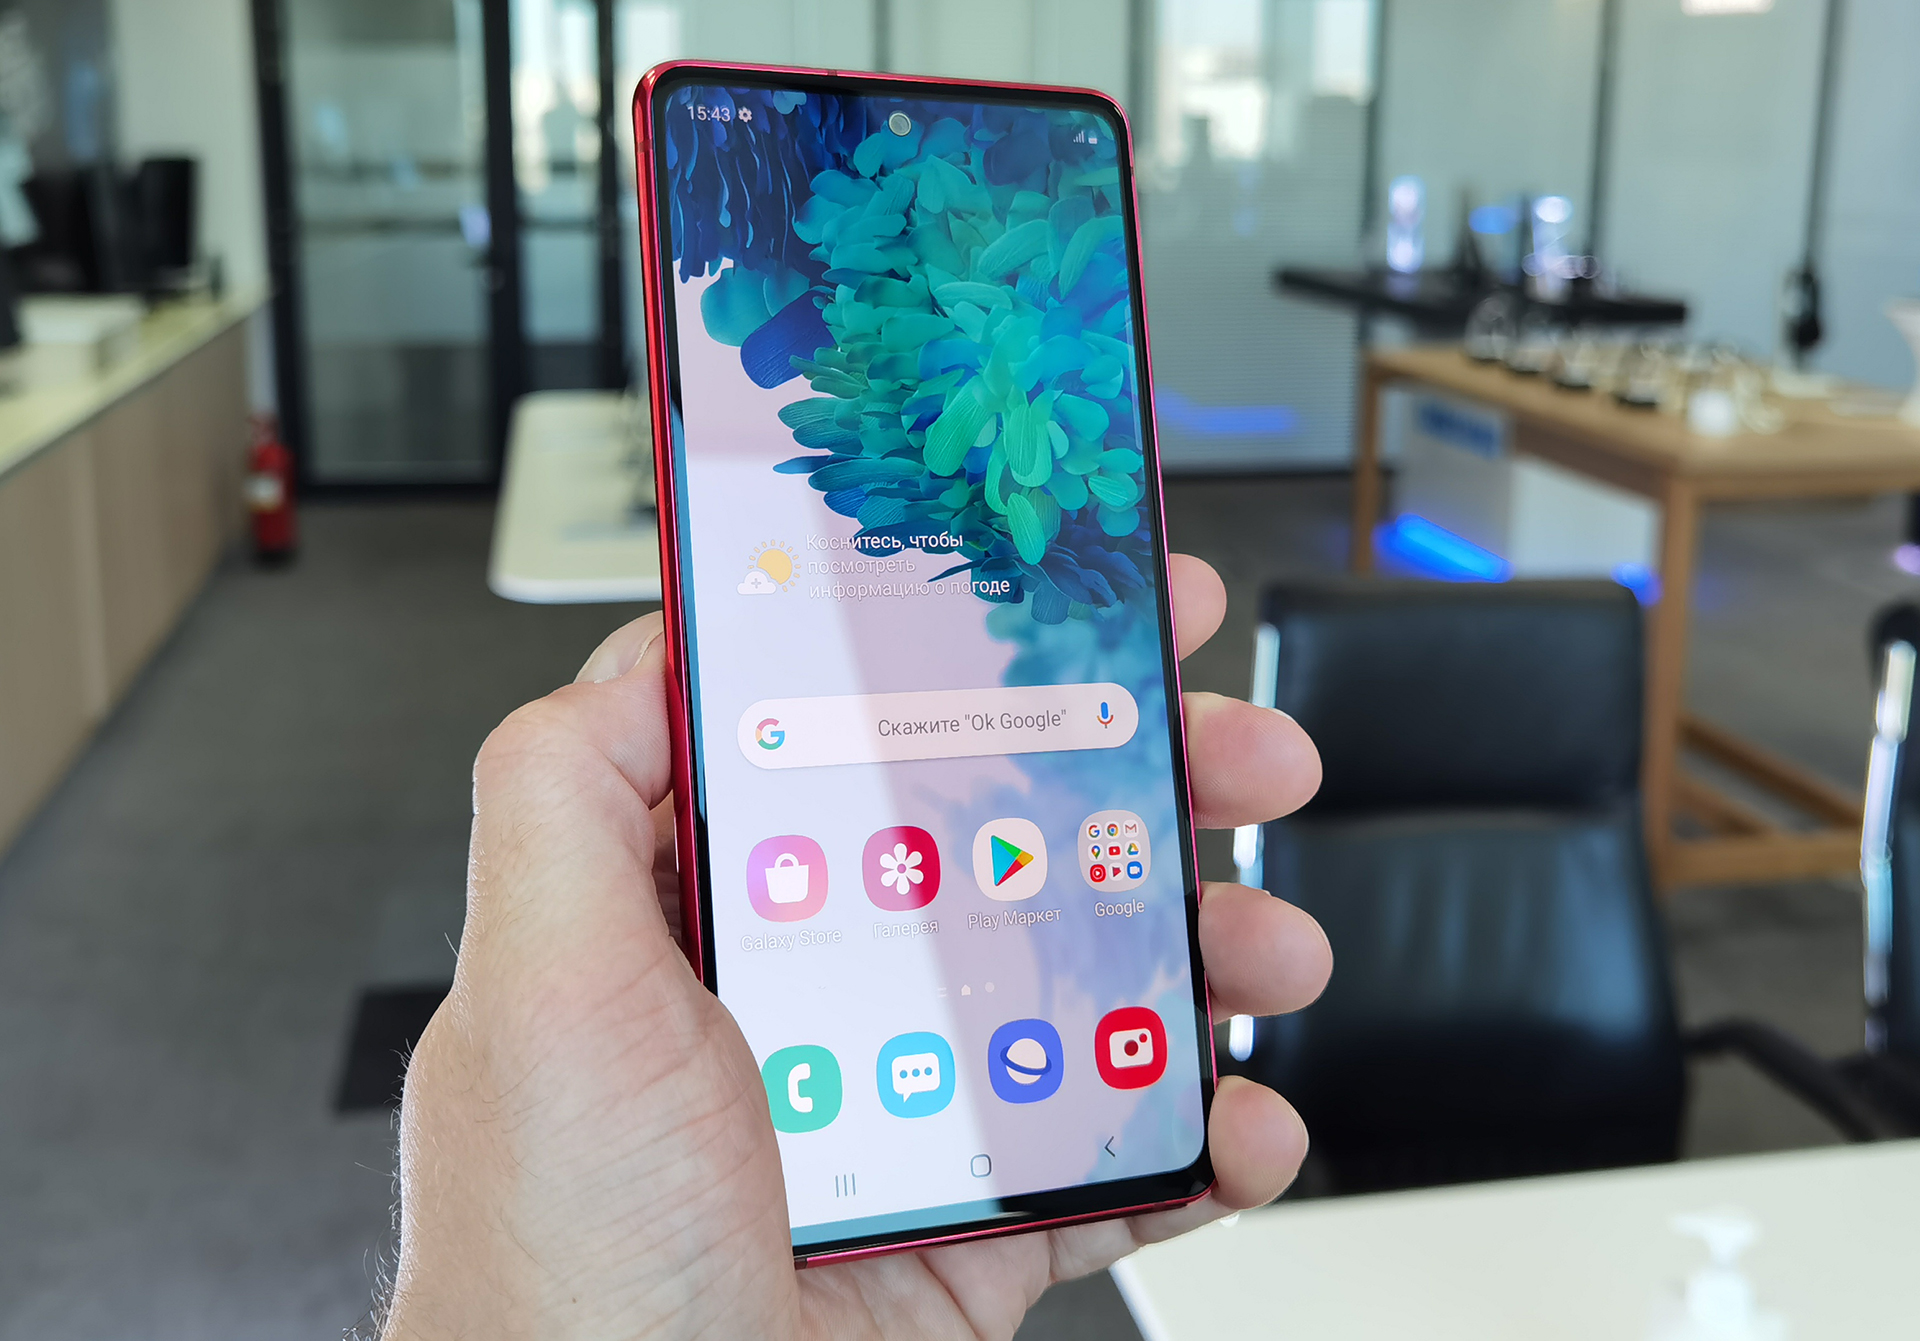 15:43
Коснитесь, чтобы
посмотреть
информацию о погоде
Скажите "Ok Google"
Galaxy Store
Галерея
Play Маркет
Google